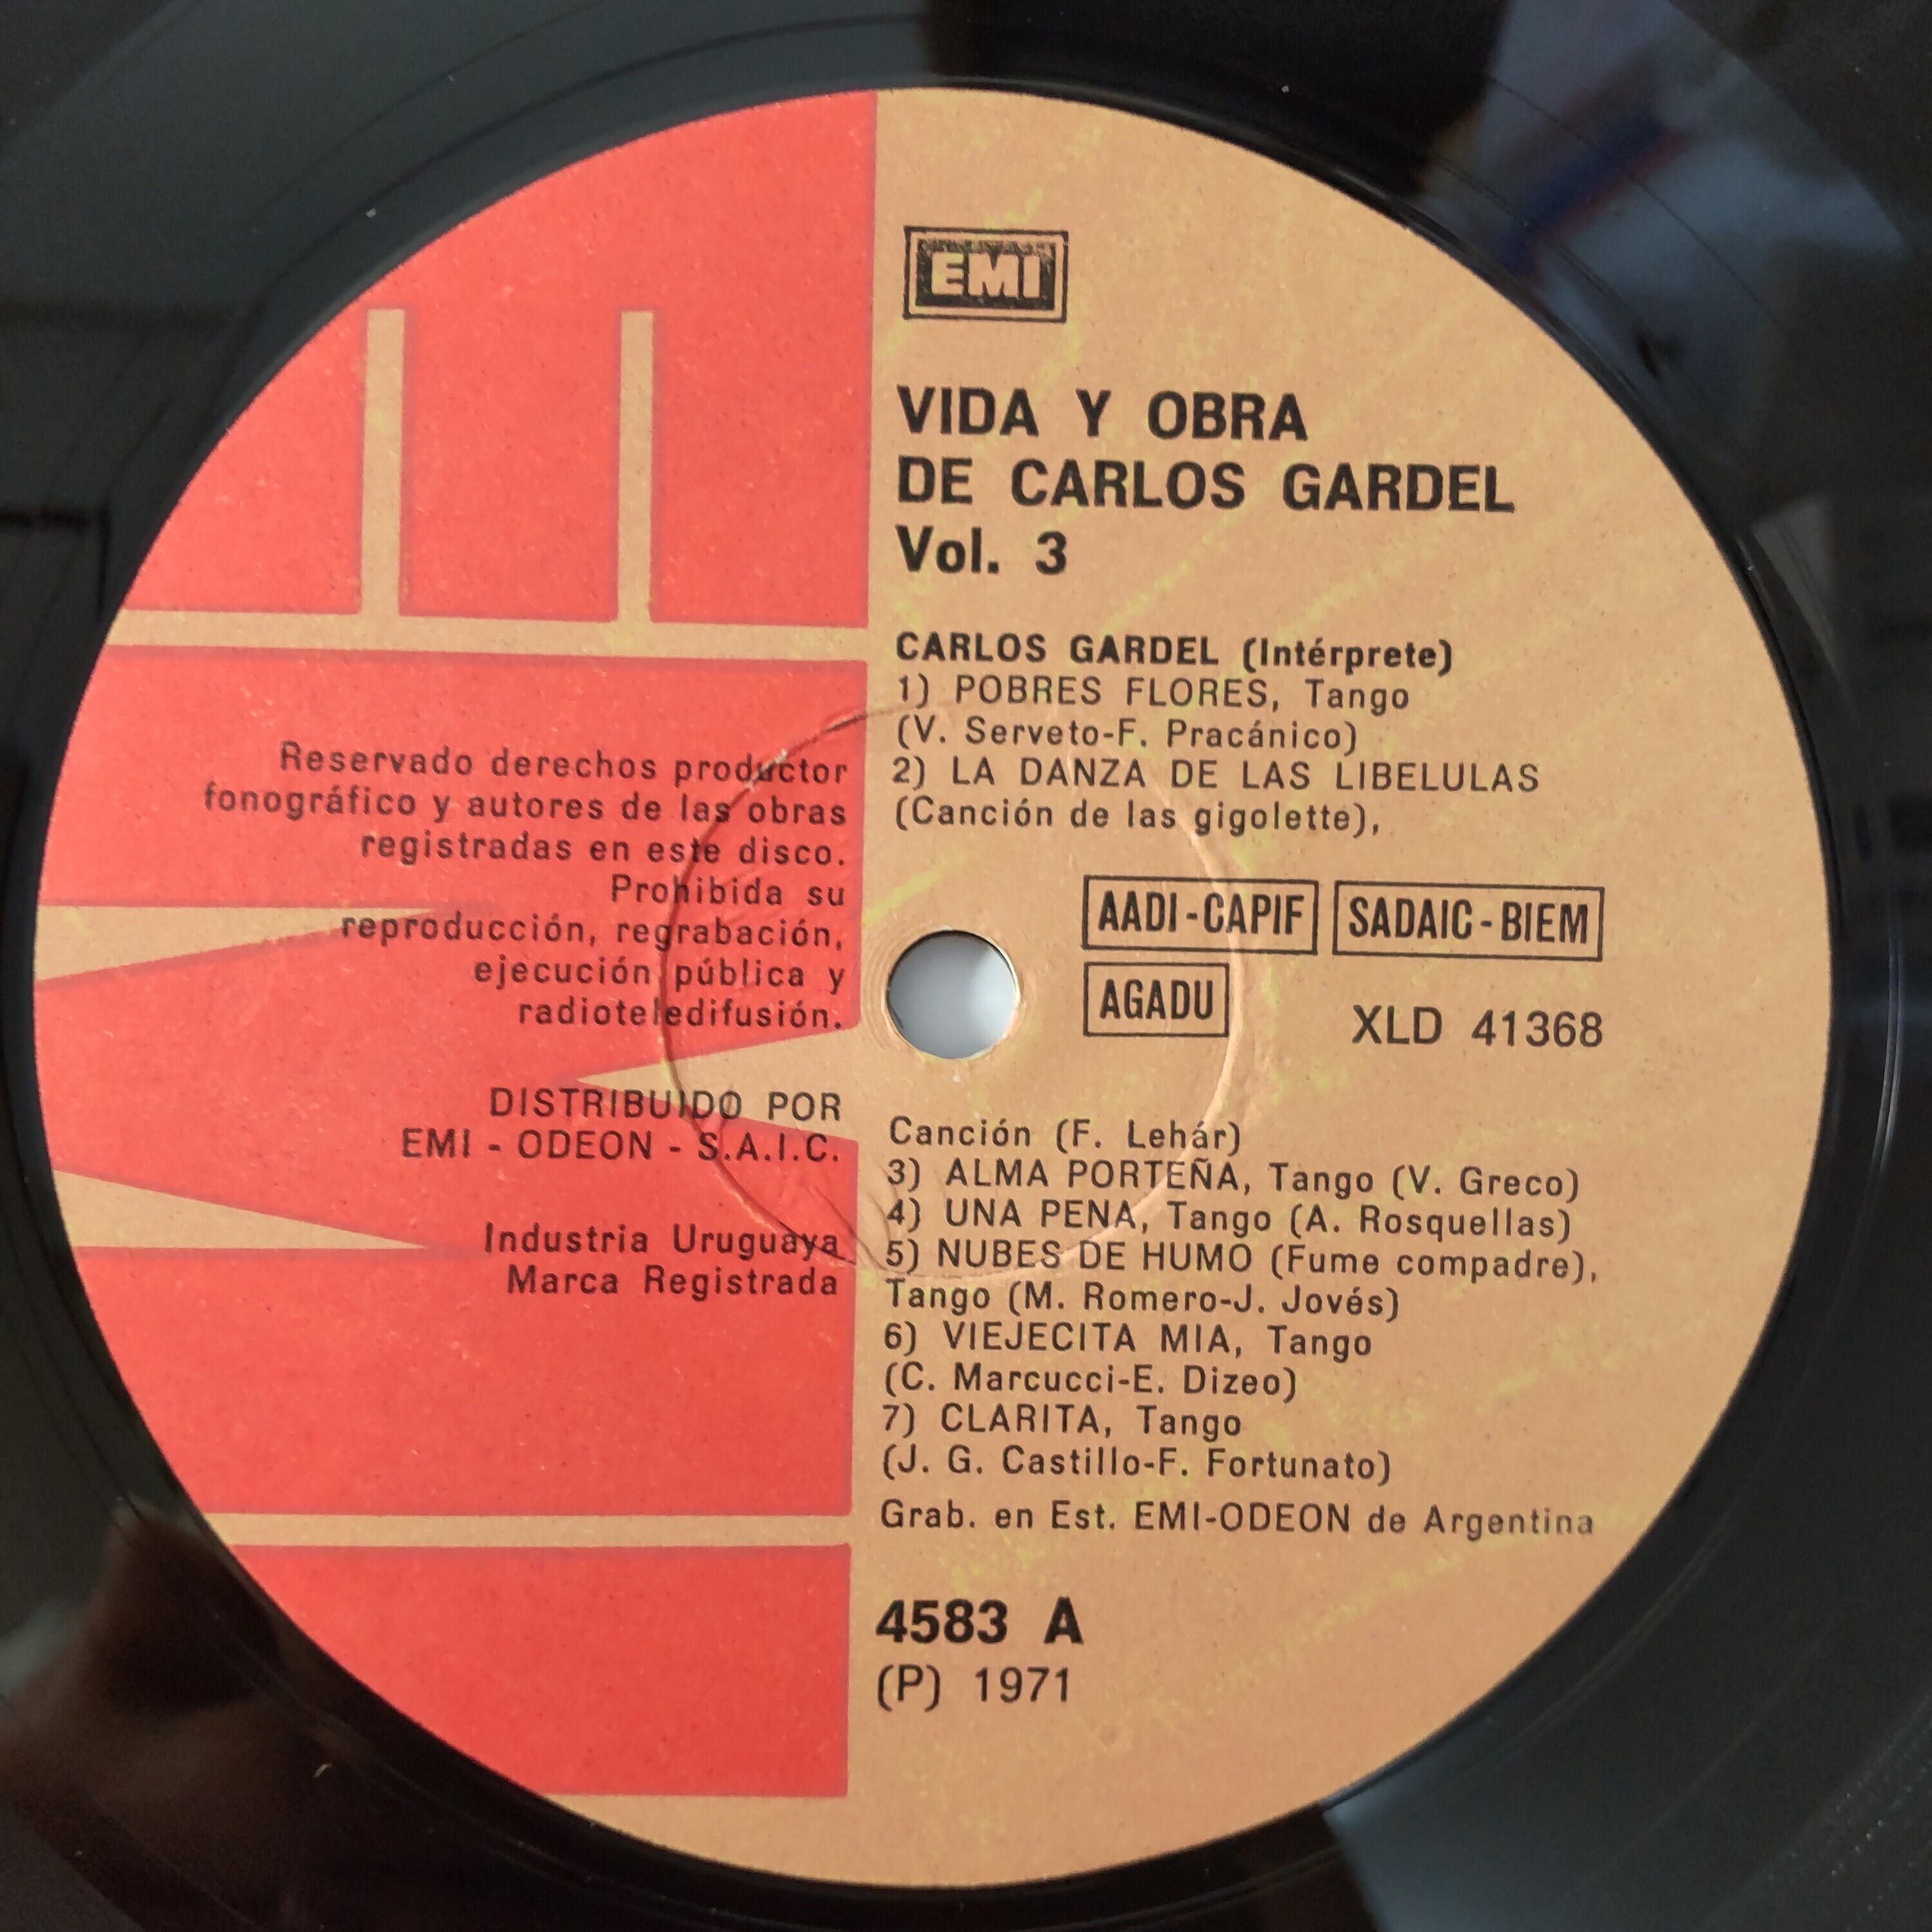 EMI
VIDA Y OBRA
DE CARLOS GARDEL
Vol. 3
CARLOS GARDEL (Intérprete)
1) POBRES FLORES, Tango
(V. Serveto-F. Pracánico)
2) LA DANZA DE LAS LIBELULAS
(Canción de las gigolette),
AADI-CAPIF SADAIC-BIEM
AGADU XLD 41368
Canción (F. Lehár)
3) ALMA PORTEÑA, Tango (V. Greco)
4) UNA PENA, Tango (A. Rosquellas)
5) NUBES DE HUMO (Fume compadre),
Tango (M. Romero-J. Jovés)
6) VIEJECITA MIA, Tango
(C. Marcucci-E. Dizeo)
7) CLARITA, Tango
(J. G. Castillo-F. Fortunato)
Grab. en Est. EMI-ODEON de Argentina
4583 A
(P) 1971
Reservado derechos productor
fonográfico y autores de las obras
registradas en este disco.
Prohibida su
reproducción, regrabación,
ejecución pública y
radioteledifusión.
DISTRIBUIDO POR
EMI - ODEON - S.A.I.C.
Industria Uruguaya
Marca Registrada